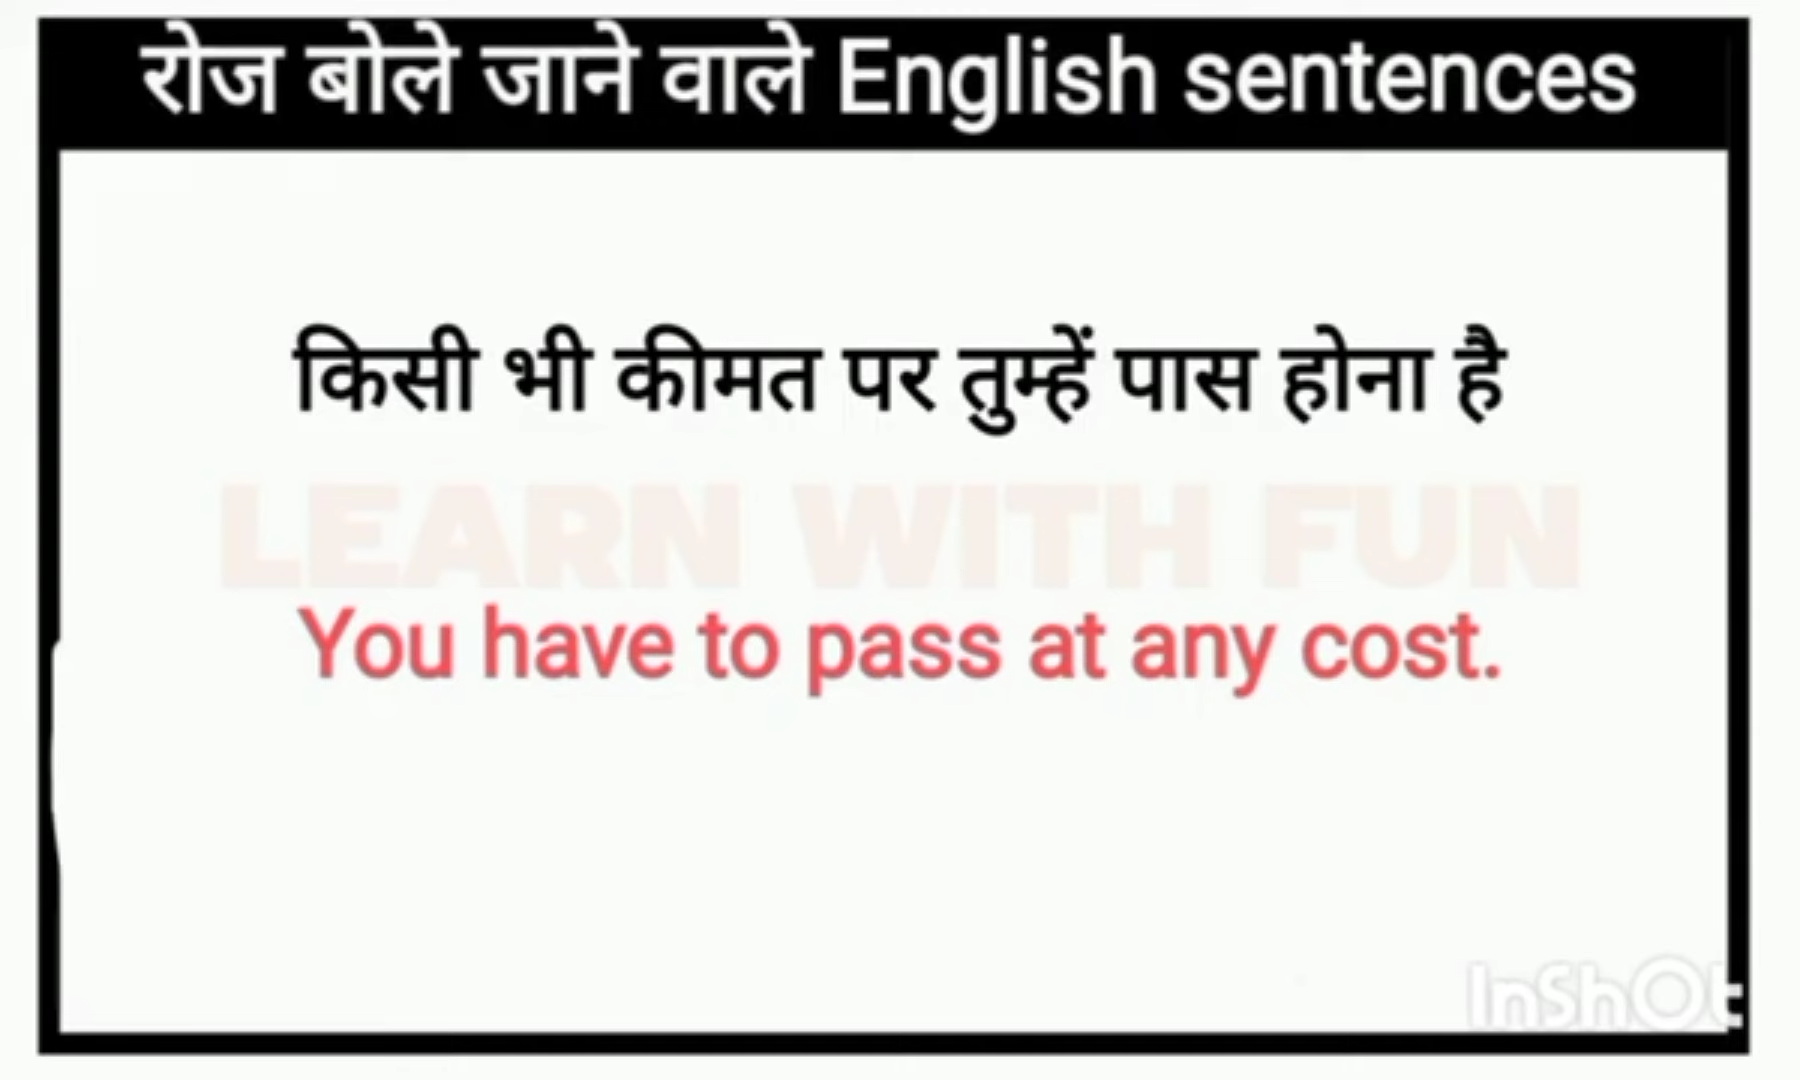 रोज बोले जाने वाले English sentences
किसी भी कीमत पर तुम्हें पास होना है
LEARN WITH FUN
You have to pass at any cost.
InShOt